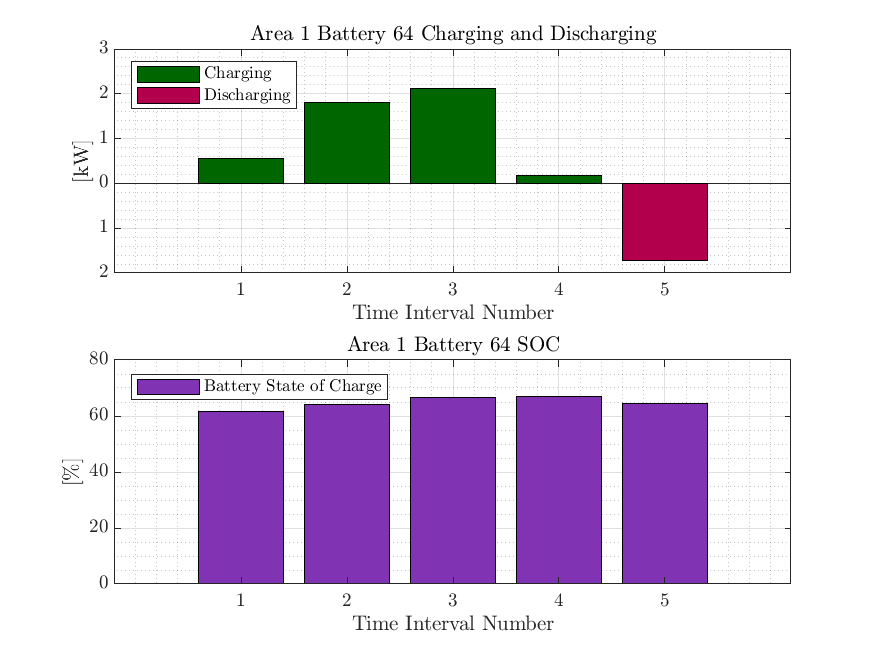 Area 1 Battery 64 Charging and Discharging
3
2
1
0
1
2
[kW]
Charging
Discharging
1 2 3 4 5
Time Interval Number
Area 1 Battery 64 SOC
80
60
40
20
0
[%]
Battery State of Charge
1 2 3 4 5
Time Interval Number